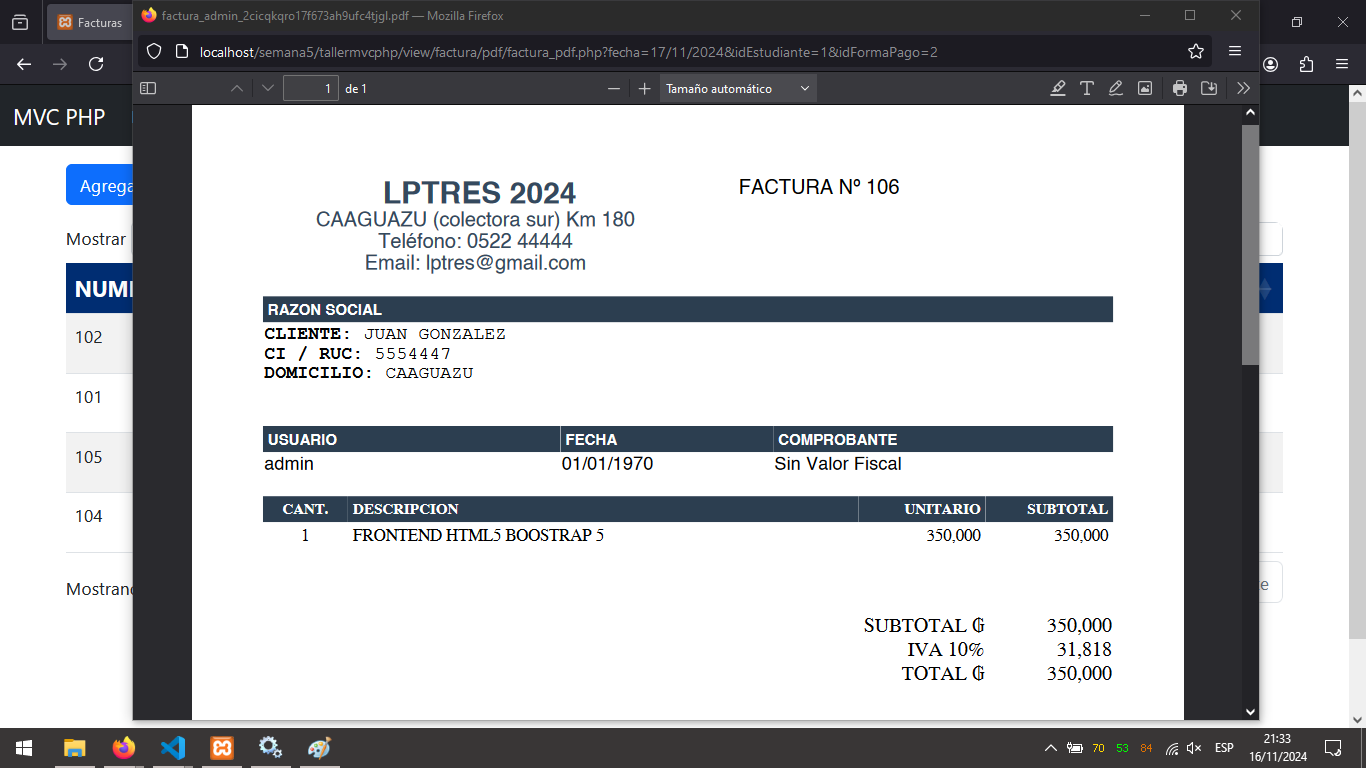 Facturas
factura_admin_2cicqkqro17f673ah9ufc4tjgl.pdf — Mozilla Firefox
localhost/semana5/tallermvcphp/view/factura/pdf/factura_pdf.php?fecha=17/11/2024&idEstudiante=1&idFormaPago=2
1 de 1
Tamaño automático
MVC PHP
Agrega
Mostrar
NUM
102
101
105
104
Mostrand
e
LPTRES 2024
FACTURA Nº 106
CAAGUAZU (colectora sur) Km 180
Teléfono: 0522 44444
Email: lptres@gmail.com
RAZON SOCIAL
CLIENTE: JUAN GONZALEZ
CI / RUC: 5554447
DOMICILIO: CAAGUAZU
USUARIO FECHA COMPROBANTE
admin 01/01/1970 Sin Valor Fiscal
CANT. DESCRIPCION UNITARIO SUBTOTAL
1 FRONTEND HTML5 BOOSTRAP 5 350,000 350,000
SUBTOTAL ₲ 350,000
IVA 10% 31,818
TOTAL ₲ 350,000
70 53 84 ESP
21:33
16/11/2024